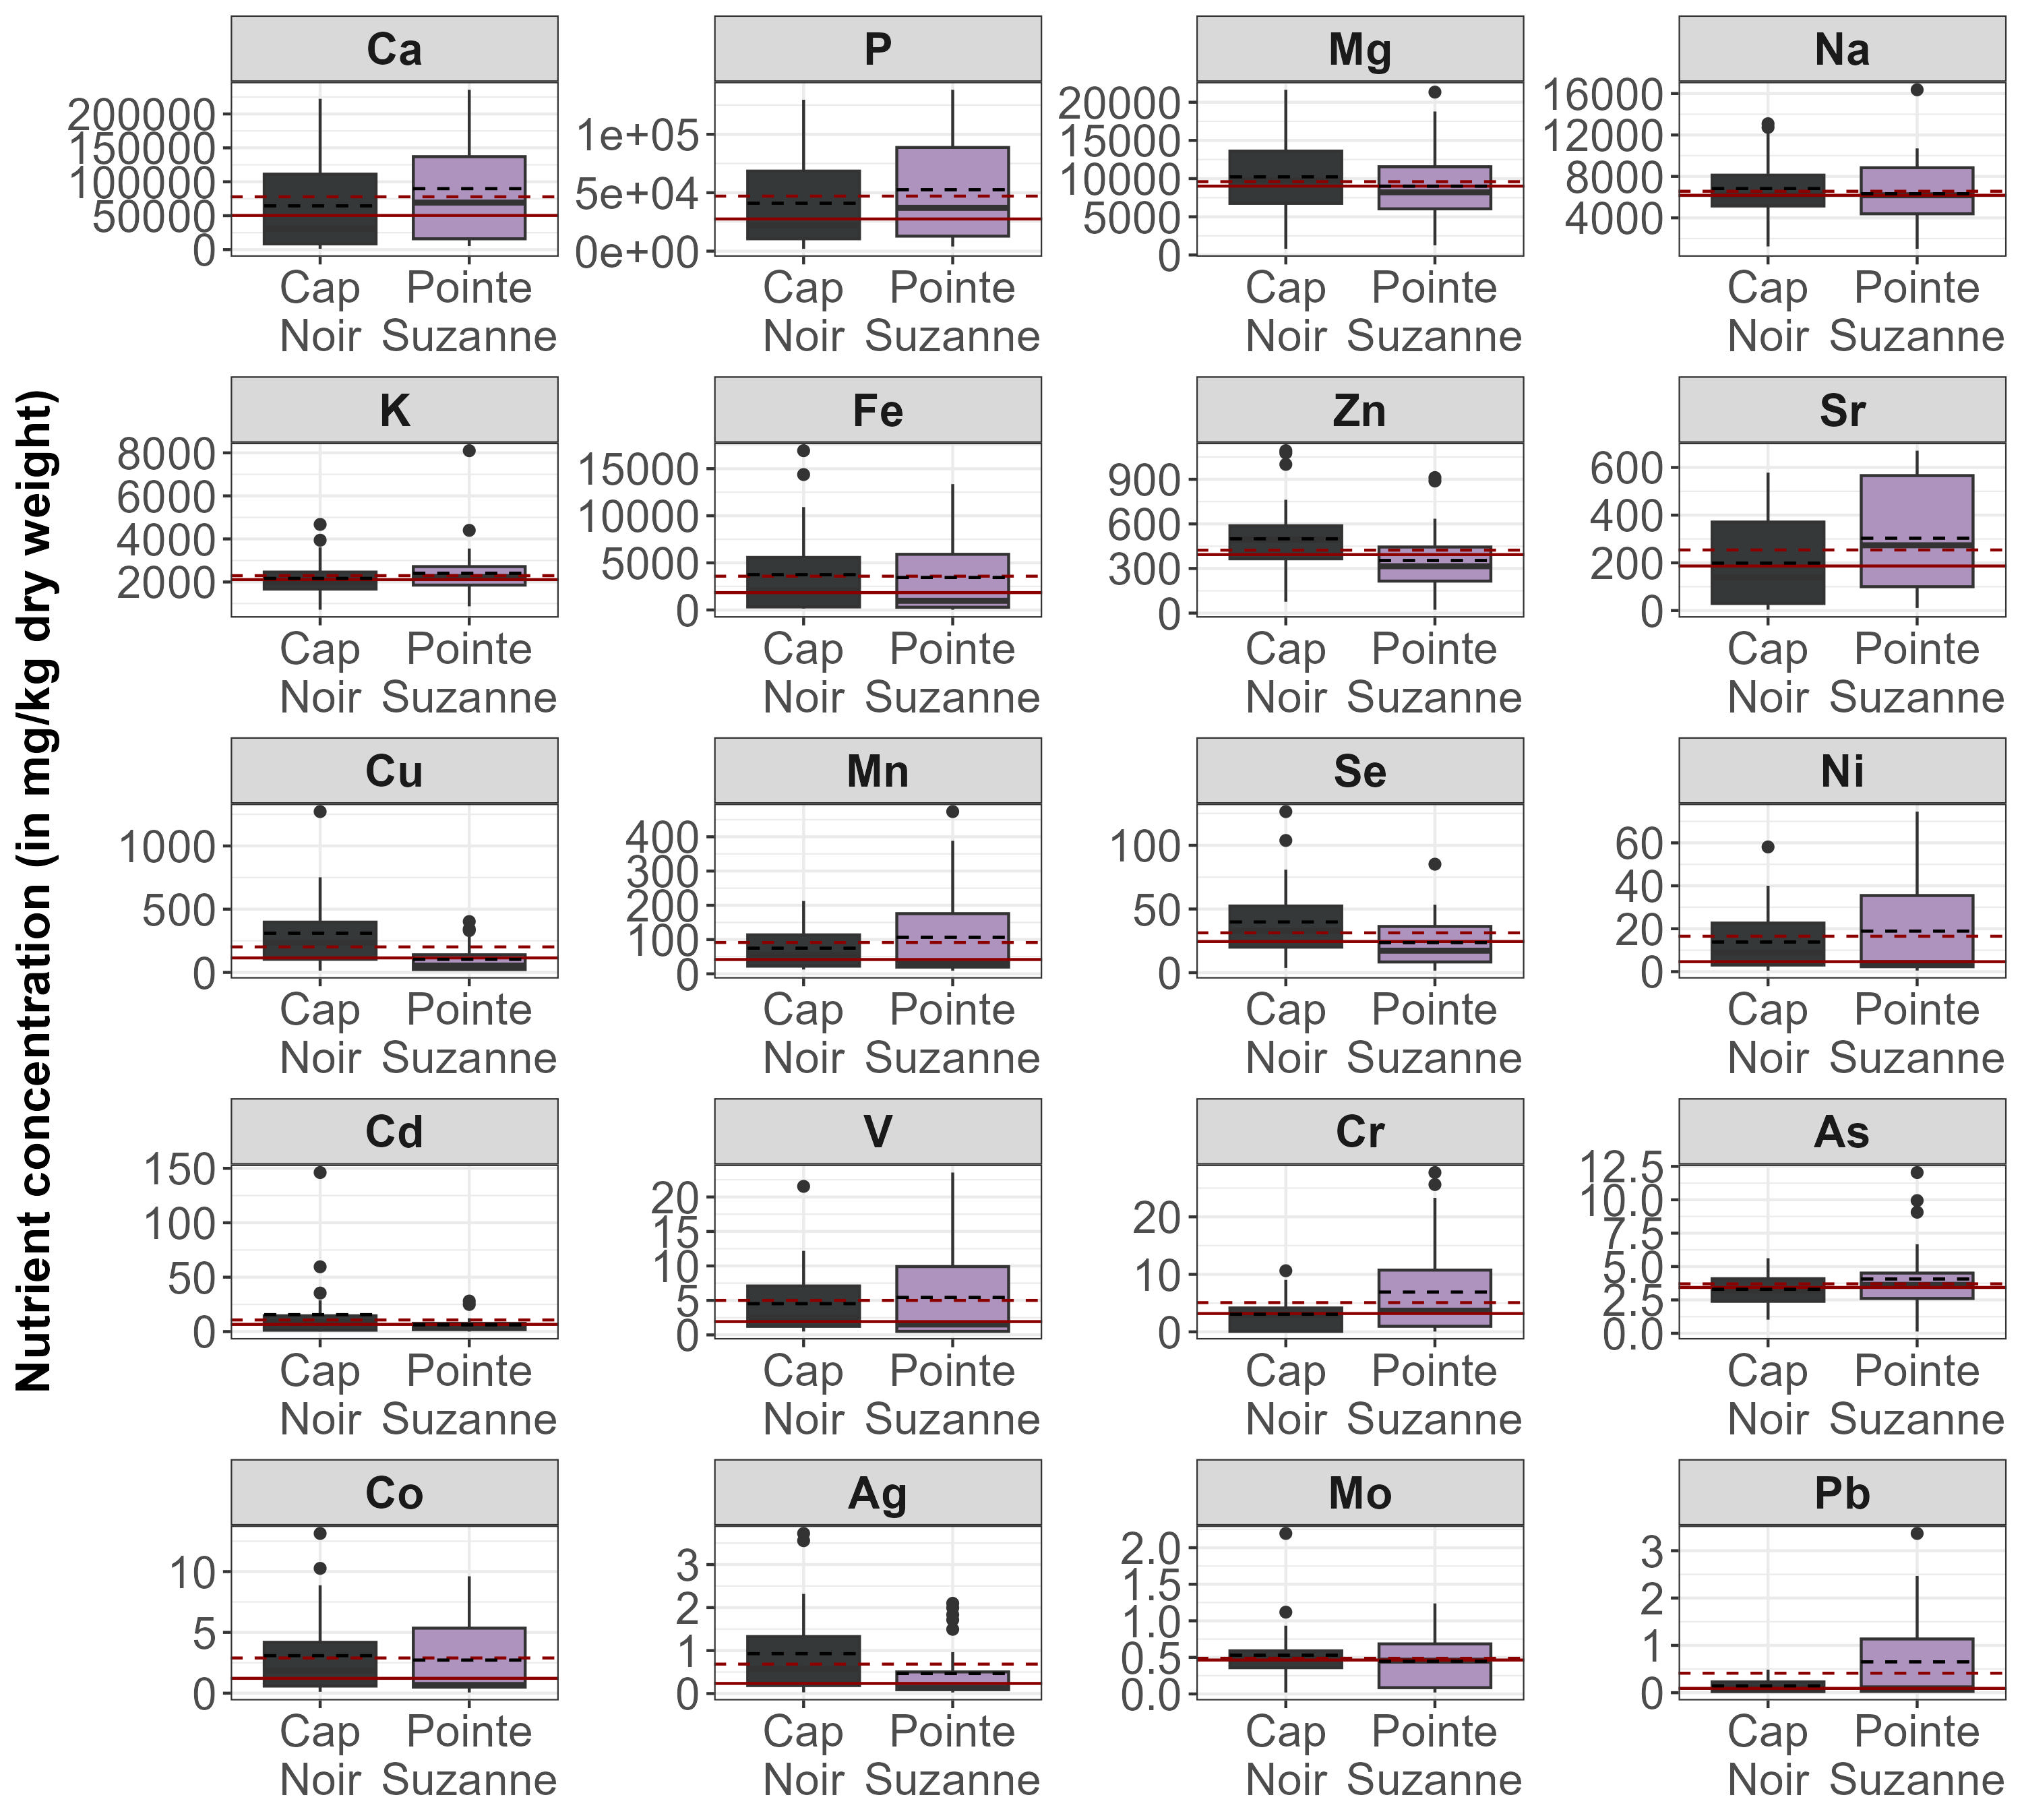 Nutrient concentration (in mg/kg dry weight)
Ca
200000
150000
100000
50000
0
Cap Noir
Pointe Suzanne
P
1e+05
5e+04
0e+00
Cap Noir
Pointe Suzanne
Mg
20000
15000
10000
5000
0
Cap Noir
Pointe Suzanne
Na
16000
12000
8000
4000
Cap Noir
Pointe Suzanne
K
8000
6000
4000
2000
Cap Noir
Pointe Suzanne
Fe
15000
10000
5000
0
Cap Noir
Pointe Suzanne
Zn
900
600
300
0
Cap Noir
Pointe Suzanne
Sr
600
400
200
0
Cap Noir
Pointe Suzanne
Cu
1000
500
0
Cap Noir
Pointe Suzanne
Mn
400
300
200
100
0
Cap Noir
Pointe Suzanne
Se
100
50
0
Cap Noir
Pointe Suzanne
Ni
60
40
20
0
Cap Noir
Pointe Suzanne
Cd
150
100
50
0
Cap Noir
Pointe Suzanne
V
20
15
10
5
0
Cap Noir
Pointe Suzanne
Cr
20
10
0
Cap Noir
Pointe Suzanne
As
12.5
10.0
7.5
5.0
2.5
0.0
Cap Noir
Pointe Suzanne
Co
10
5
0
Cap Noir
Pointe Suzanne
Ag
3
2
1
0
Cap Noir
Pointe Suzanne
Mo
2.0
1.5
1.0
0.5
0.0
Cap Noir
Pointe Suzanne
Pb
3
2
1
0
Cap Noir
Pointe Suzanne